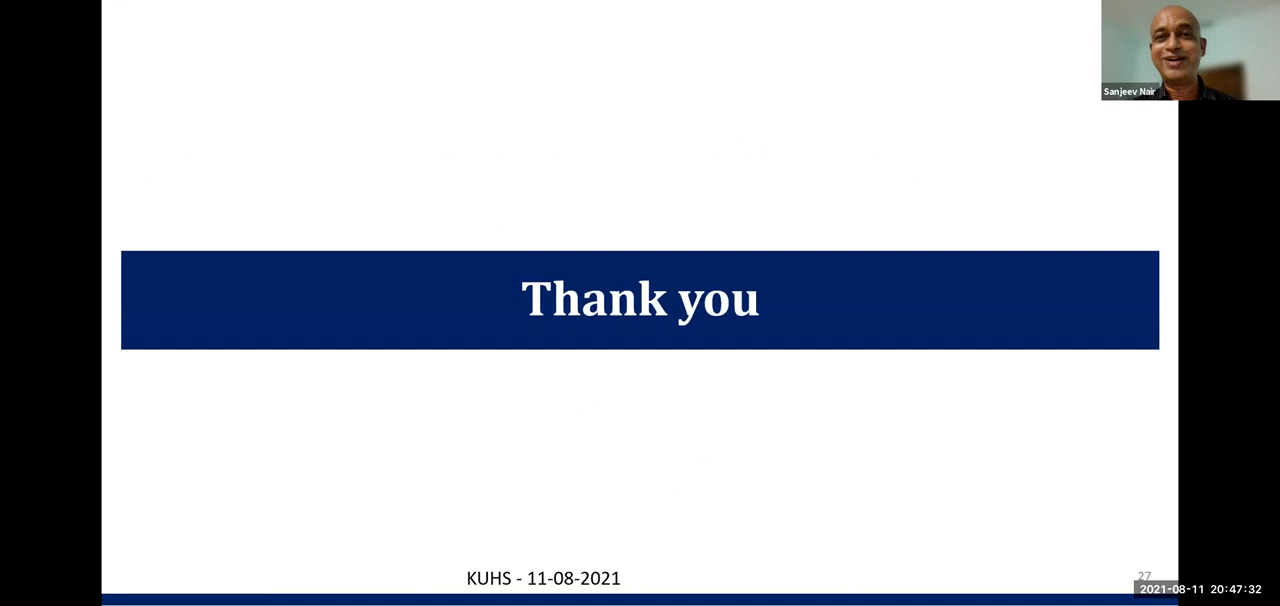 Sanjeev Nair
Thank you
KUHS - 11-08-2021
27
2021-08-11 20:47:32